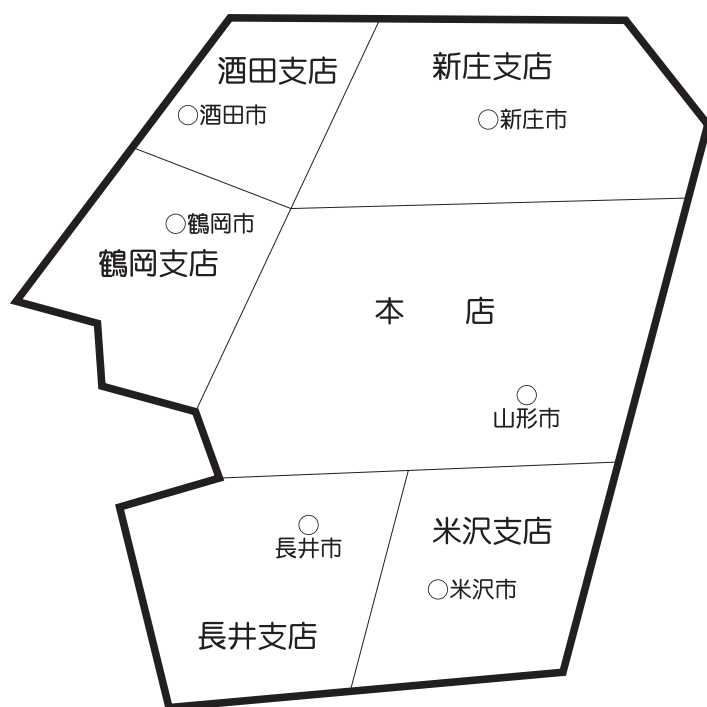 酒田支店
○酒田市
新庄支店
○新庄市
○鶴岡市
鶴岡支店
本　店
山形市
長井市
長井支店
米沢支店
○米沢市